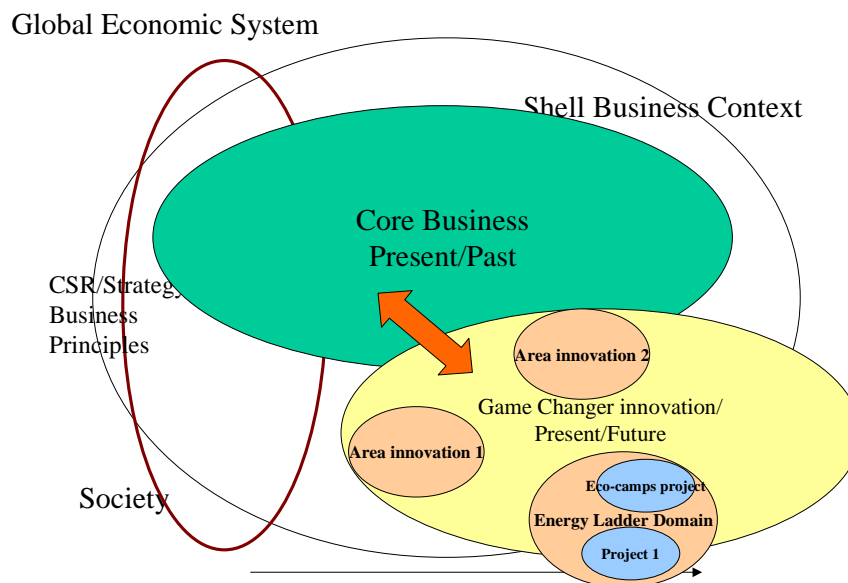 Global Economic System
Shell Business Context
Core Business
Present/Past
CSR/Strategy
Business
Principles
Area innovation 2
Game Changer innovation/
Present/Future
Area innovation 1
Eco-camps project
Society
Energy Ladder Domain
Project 1